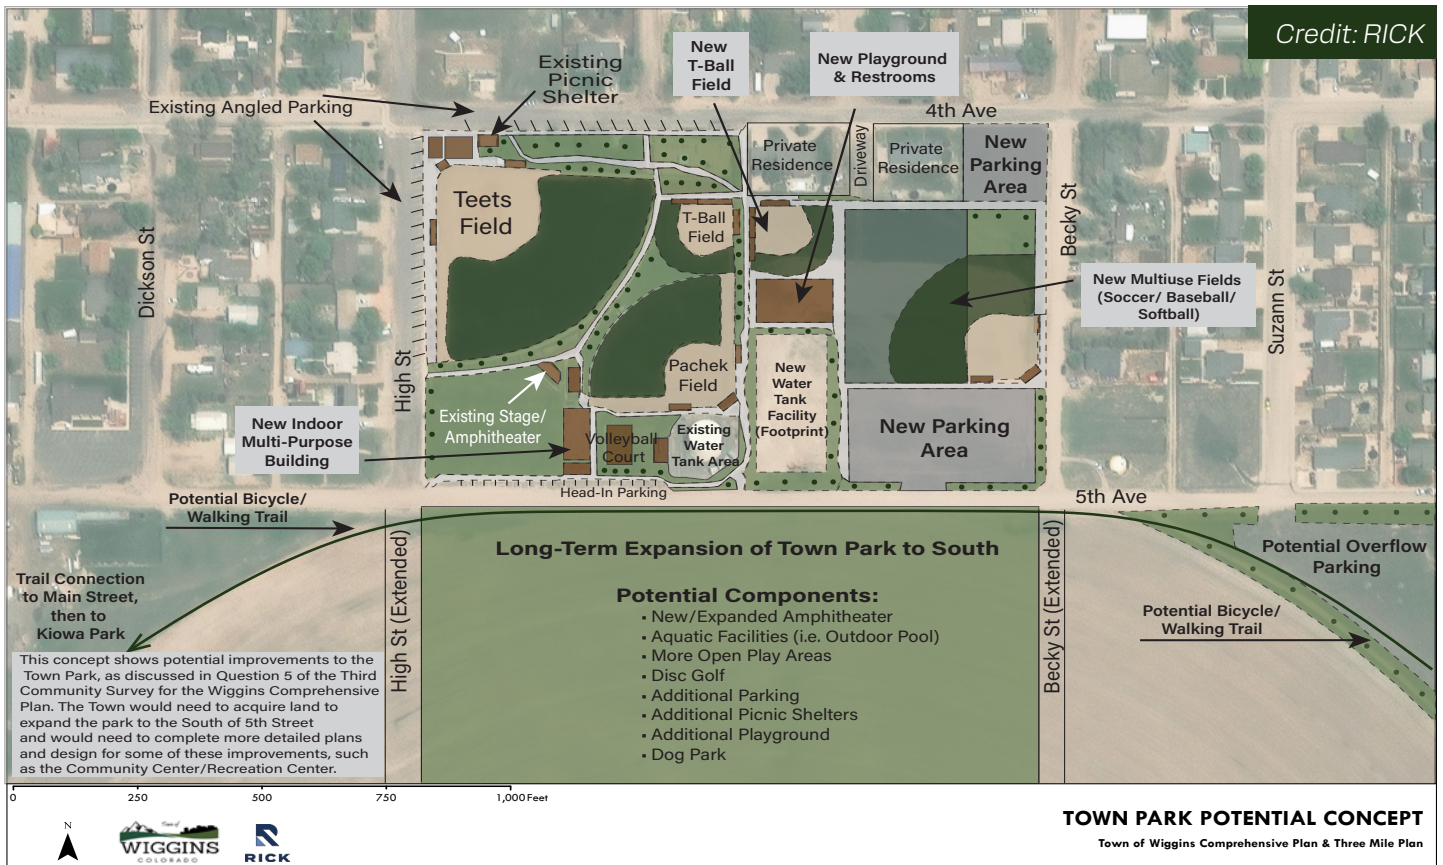 Credit: RICK
Existing Angled Parking
Existing
Picnic
Shelter
New
T-Ball
Field
New Playground
& Restrooms
4th Ave
Private
Residence
Driveway
Private
Residence
New
Parking
Area
Teets
Field
T-Ball
Field
Dickson St
High St
Becky St
Suzann St
New Multiuse Fields
(Soccer/ Baseball/
Softball)
Pachek
Field
New
Water
Tank
Facility
(Footprint)
New Parking
Area
Existing Stage/
Amphitheater
New Indoor
Multi-Purpose
Building
Volleyball
Court
Existing
Water
Tank Area
Head-In Parking
5th Ave
Potential Bicycle/
Walking Trail
Trail Connection
to Main Street,
then to
Kiowa Park
High St (Extended)
Long-Term Expansion of Town Park to South
Potential Components:
▪ New/Expanded Amphitheater
▪ Aquatic Facilities (i.e. Outdoor Pool)
▪ More Open Play Areas
▪ Disc Golf
▪ Additional Parking
▪ Additional Picnic Shelters
▪ Additional Playground
▪ Dog Park
Becky St (Extended)
Potential Overflow
Parking
Potential Bicycle/
Walking Trail
This concept shows potential improvements to the
Town Park, as discussed in Question 5 of the Third
Community Survey for the Wiggins Comprehensive
Plan. The Town would need to acquire land to
expand the park to the South of 5th Street
and would need to complete more detailed plans
and design for some of these improvements, such
as the Community Center/Recreation Center.
0 250 500 750 1,000 Feet
N
Town of
WIGGINS
COLORADO
RICK
TOWN PARK POTENTIAL CONCEPT
Town of Wiggins Comprehensive Plan & Three Mile Plan